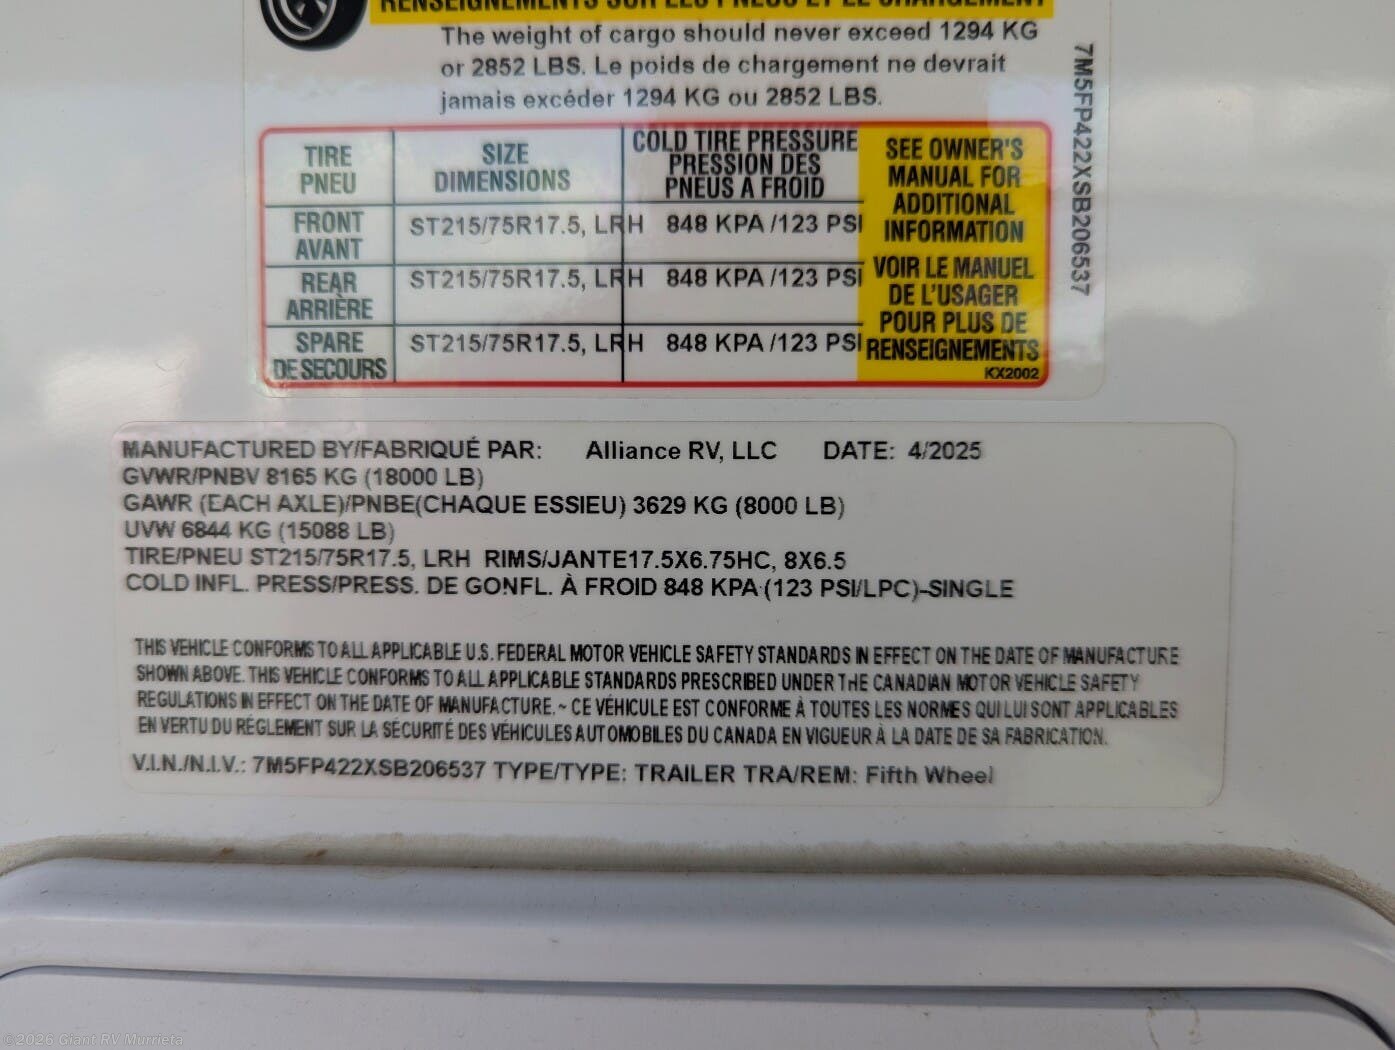 RENSEIGNEMENTS SUR LES PNEUS ET LE CHARGEMENT
The weight of cargo should never exceed 1294 KG
or 2852 LBS. Le poids de chargement ne devrait
jamais excéder 1294 KG ou 2852 LBS.
7M5FP422XSB206537
TIRE
PNEU
SIZE
DIMENSIONS
COLD TIRE PRESSURE
PRESSION DES
PNEUS A FROID
SEE OWNER'S
MANUAL FOR
ADDITIONAL
INFORMATION
VOIR LE MANUEL
DE L'USAGER
POUR PLUS DE
RENSEIGNEMENTS
KX2002
FRONT
AVANT
ST215/75R17.5, LRH 848 KPA /123 PSI
REAR
ARRIÈRE
ST215/75R17.5, LRH 848 KPA /123 PSI
SPARE
DE SECOURS
ST215/75R17.5, LRH 848 KPA /123 PSI
MANUFACTURED BY/FABRIQUÉ PAR: Alliance RV, LLC DATE: 4/2025
GVWR/PNBV 8165 KG (18000 LB)
GAWR (EACH AXLE)/PNBE(CHAQUE ESSIEU) 3629 KG (8000 LB)
UVW 6844 KG (15088 LB)
TIRE/PNEU ST215/75R17.5, LRH RIMS/JANTE17.5X6.75HC, 8X6.5
COLD INFL. PRESS/PRESS. DE GONFL. À FROID 848 KPA (123 PSI/LPC)-SINGLE
THIS VEHICLE CONFORMS TO ALL APPLICABLE U.S. FEDERAL MOTOR VEHICLE SAFETY STANDARDS IN EFFECT ON THE DATE OF MANUFACTURE
SHOWN ABOVE. THIS VEHICLE CONFORMS TO ALL APPLICABLE STANDARDS PRESCRIBED UNDER THE CANADIAN MOTOR VEHICLE SAFETY
REGULATIONS IN EFFECT ON THE DATE OF MANUFACTURE. ~ CE VÉHICULE EST CONFORME À TOUTES LES NORMES QUI LUI SONT APPLICABLES
EN VERTU DU RÉGLEMENT SUR LA SÉCURITÉ DES VÉHICULES AUTOMOBILES DU CANADA EN VIGUEUR À LA DATE DE SA FABRICATION.
V.I.N./N.I.V.: 7M5FP422XSB206537 TYPE/TYPE: TRAILER TRA/REM: Fifth Wheel
©2026 Giant RV Murrieta